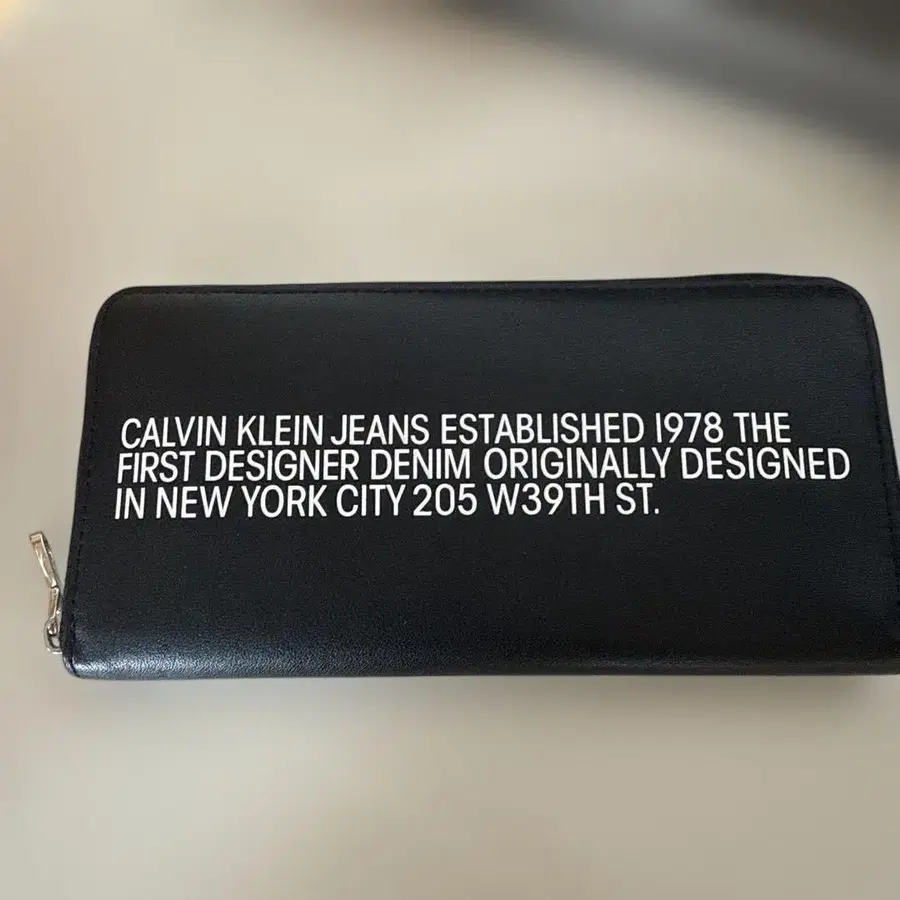 CALVIN KLEIN JEANS ESTABLISHED 1978 THE
FIRST DESIGNER DENIM ORIGINALLY DESIGNED
IN NEW YORK CITY 205 W39TH ST.